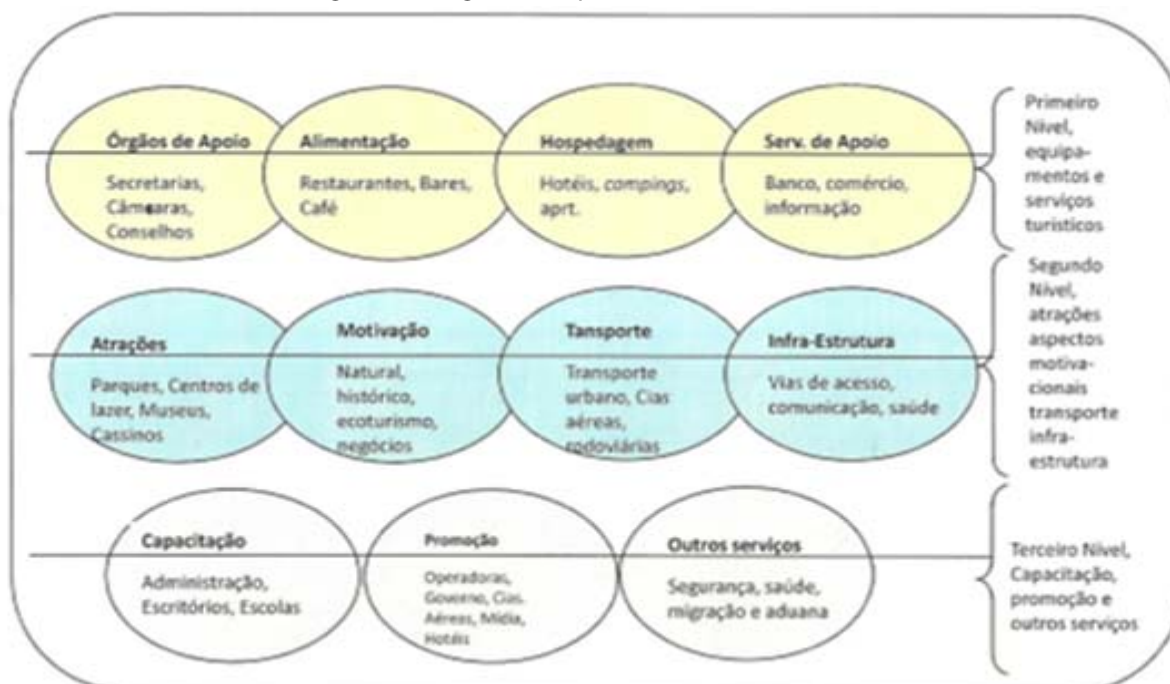 Órgãos de Apoio
Secretarias,
Câmaras,
Conselhos
Alimentação
Restaurantes, Bares,
Café
Hospedagem
Hotéis, campings,
aprt.
Serv. de Apoio
Banco, comércio,
informação
Primeiro
Nível,
equipa-
mentos e
serviços
turísticos
Atrações
Parques, Centros de
lazer, Museus,
Cassinos
Motivação
Natural,
histórico,
ecoturismo,
negócios
Tansporte
Transporte
urbano, Cias
aéreas,
rodoviárias
Infra-Estrutura
Vias de acesso,
comunicação, saúde
Segundo
Nível,
atrações
aspectos
motiva-
cionais
transporte
infra-
estrutura
Capacitação
Administração,
Escritórios, Escolas
Promoção
Operadoras,
Governo, Cias.
Aéreas, Mídia,
Hotéis
Outros serviços
Segurança, saúde,
migração e aduana
Terceiro Nível,
Capacitação,
promoção e
outros serviços